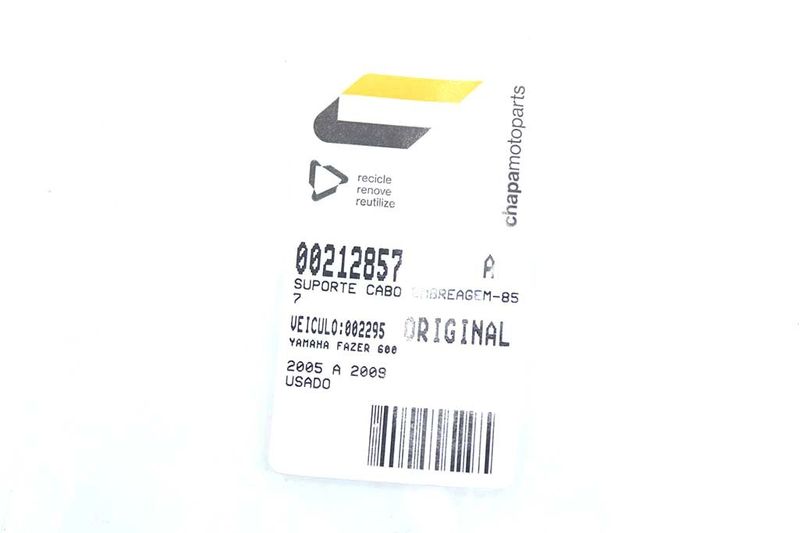 chapamotoparts
recicle
renove
reutilize
00212857 A
SUPORTE CABO EMBREAGEM-85
7
VEICULO:002295 ORIGINAL
YAMAHA FAZER 600
2005 A 2009
USADO